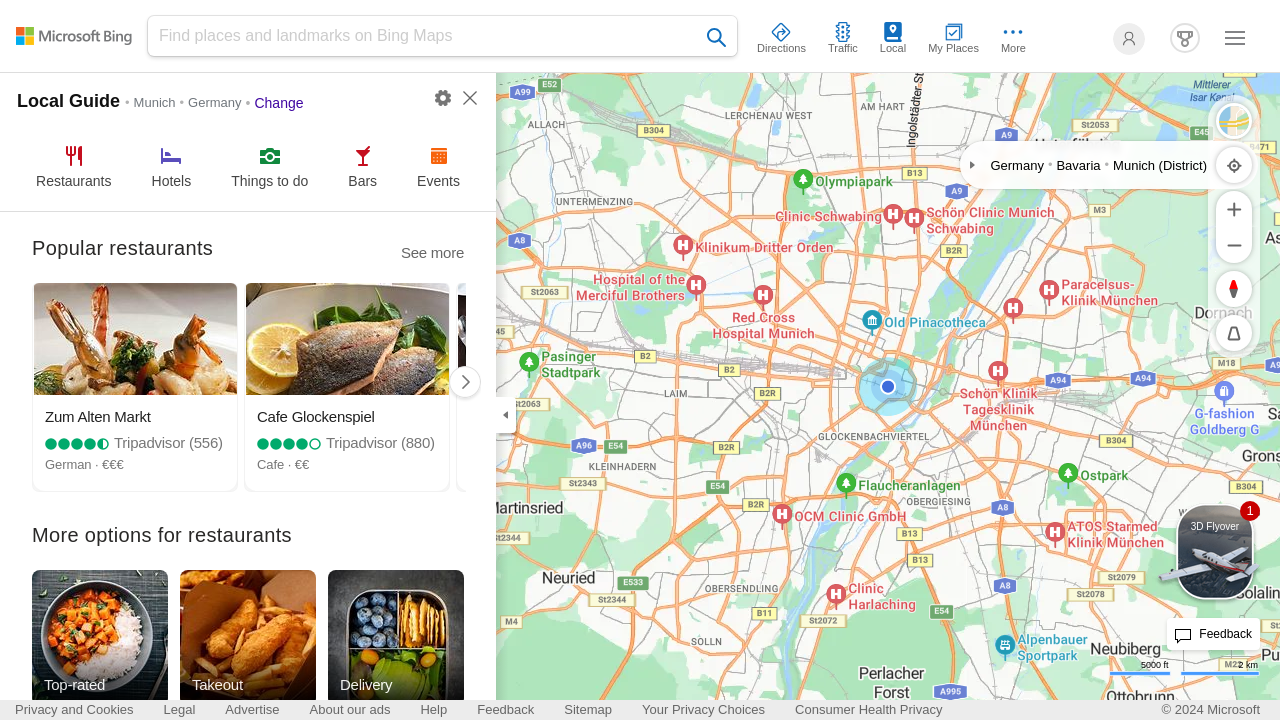 Microsoft Bing
Find places and landmarks on Bing Maps
Directions
Traffic
Local
My Places
More
Local Guide • Munich • Germany • Change
Restaurants
Hotels
Things to do
Bars
Events
Popular restaurants
See more
Zum Alten Markt
Tripadvisor (556)
German · €€€
Cafe Glockenspiel
Tripadvisor (880)
Cafe · €€
More options for restaurants
Top-rated
Takeout
Delivery
A99
E52
ALLACH
B304
LERCHENAU WEST
AM HART
Ingolstädter St
A9
St2053
Mittlerer
Isar Kanal
E45
B471
Germany • Bavaria • Munich (District)
Olympiapark
B13
A9
UNTERMENZING
M3
Clinic Schwabing
Schön Clinic Munich
Schwabing
A8
Klinikum Dritter Orden
B2R
Hospital of the
Merciful Brothers
St2063
Red Cross
Hospital Munich
Paracelsus-
Klinik München
Dornach
Old Pinacotheca
45
Pasinger
Stadtpark
B2
B2
M18
A94
A94
LAIM
B2R
Schön Klinik
Tagesklinik
München
G-fashion
Goldberg G
St2063
GLOCKENBACHVIERTEL
B304
A96
E54
B2R
KLEINHADERN
St2343
E54
Flaucheranlagen
Ostpark
Grons
B304
OBERGIESING
B2R
A8
Martinsried
OCM Clinic GmbH
B13
ATOS Starmed
Klinik München
3D Flyover
1
St2344
B13
Neuried
E533
OBERSENDLING
Clinic
Harlaching
A8
St2079
St2078
St2344
B11
E54
M4
St2072
SOLLN
Alpenbauer
Sportpark
Neubiberg
Feedback
5000 ft
2 km
Perlacher
Forst
A995
Ottobrunn
Privacy and Cookies
Legal
Advertise
About our ads
Help
Feedback
Sitemap
Your Privacy Choices
Consumer Health Privacy
© 2024 Microsoft